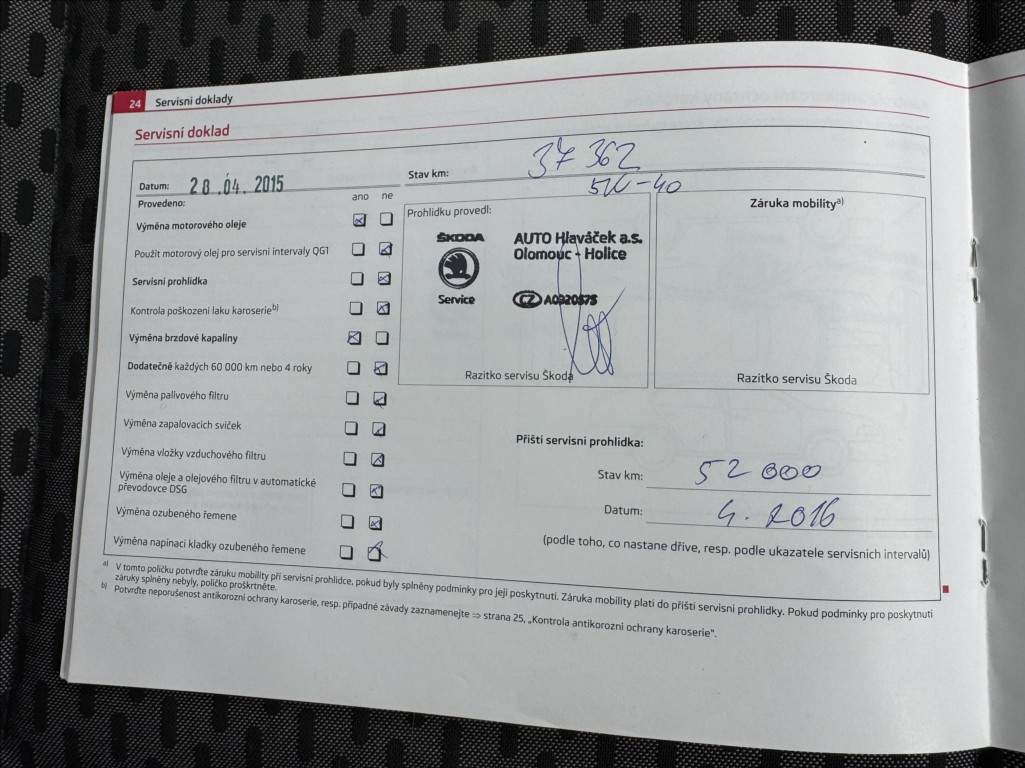 24 Servisní doklady
Servisní doklad
Datum: 28.04.2015
Stav km: 37 362
5W-40
Provedeno: ano ne
Výměna motorového oleje
Použit motorový olej pro servisní intervaly QG1
Servisní prohlídka
Kontrola poškození laku karoserieb)
Výměna brzdové kapaliny
Dodatečně každých 60 000 km nebo 4 roky
Výměna palivového filtru
Výměna zapalovacích svíček
Výměna vložky vzduchového filtru
Výměna oleje a olejového filtru v automatické
převodovce DSG
Výměna ozubeného řemene
Výměna napínací kladky ozubeného řemene
Prohlídku provedl:
ŠKODA
Service
AUTO Hlaváček a.s.
Olomouc - Holice
CZ A0920575
Razítko servisu Škoda
Záruka mobilitya)
Razítko servisu Škoda
Příští servisní prohlídka:
Stav km: 52 000
Datum: 4. 2016
(podle toho, co nastane dříve, resp. podle ukazatele servisních intervalů)
a) V tomto políčku potvrďte záruku mobility při servisní prohlídce, pokud byly splněny podmínky pro její poskytnutí. Záruka mobility platí do příští servisní prohlídky. Pokud podmínky pro poskytnutí
záruky splněny nebyly, políčko proškrtněte.
b) Potvrďte neporušenost antikorozní ochrany karoserie, resp. případné závady zaznamenejte ⇒ strana 25, „Kontrola antikorozní ochrany karoserie“.